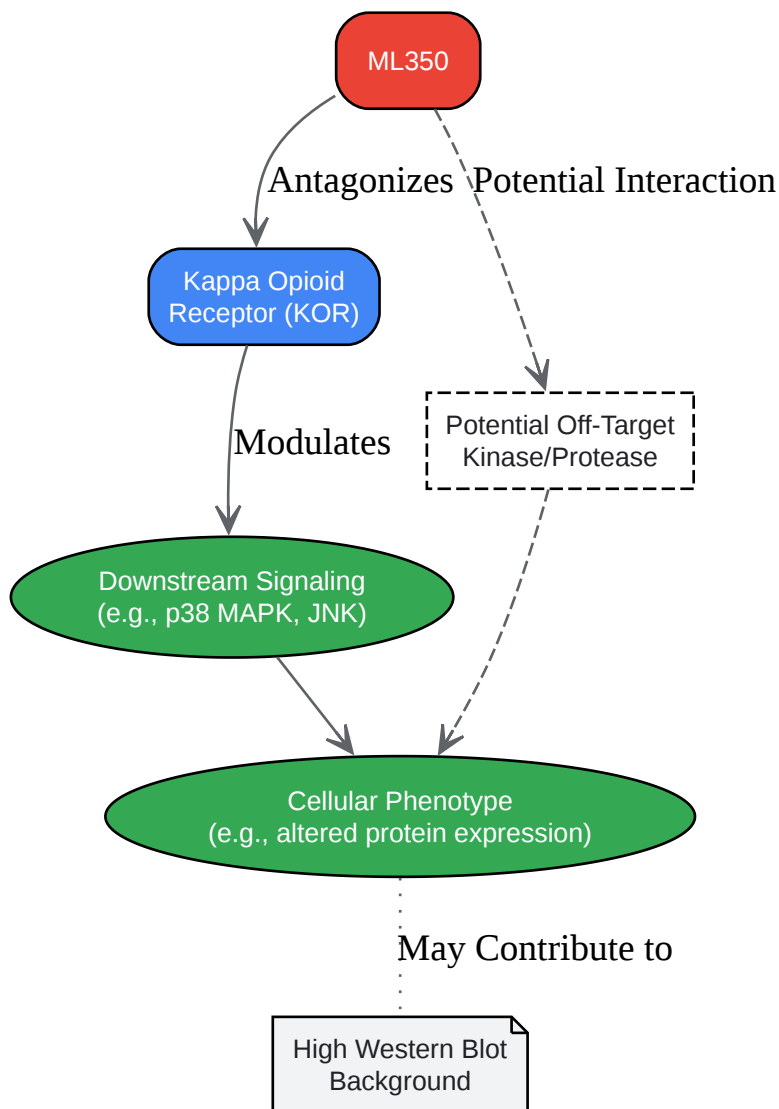 ML350
Antagonizes
Potential Interaction
Kappa Opioid
Receptor (KOR)
Potential Off-Target
Kinase/Protease
Modulates
Downstream Signaling
(e.g., p38 MAPK, JNK)
Cellular Phenotype
(e.g., altered protein expression)
May Contribute to
High Western Blot
Background